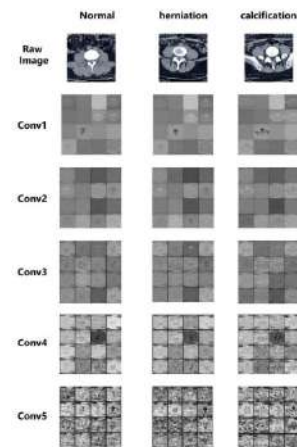 Normal herniation calcification
Raw
Image
Conv1
Conv2
Conv3
Conv4
Conv5